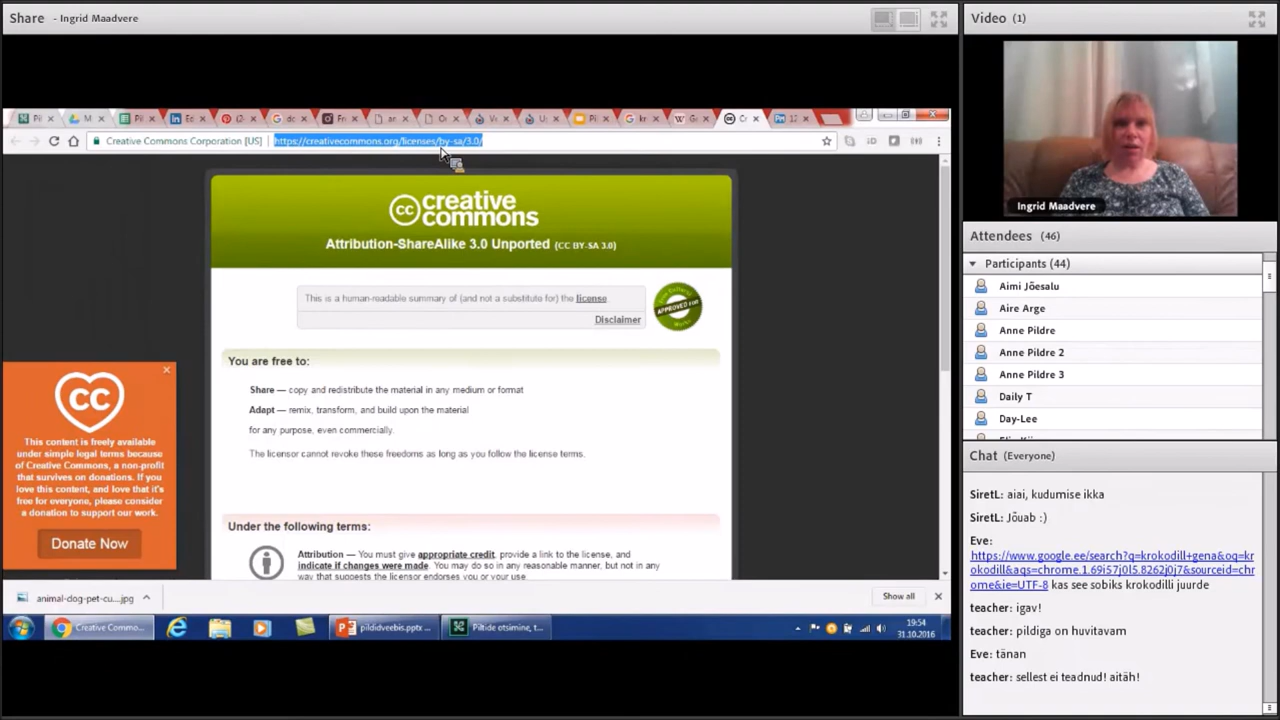 Share - Ingrid Maadvere
Video (1)
Creative Commons Corporation [US]
https://creativecommons.org/licenses/by-sa/3.0/
Ingrid Maadvere
cc creative
commons
Attribution-ShareAlike 3.0 Unported (CC BY-SA 3.0)
This is a human-readable summary of (and not a substitute for) the license.
Disclaimer
APPROVED FOR
You are free to:
Share — copy and redistribute the material in any medium or format
Adapt — remix, transform, and build upon the material
for any purpose, even commercially.
The licensor cannot revoke these freedoms as long as you follow the license terms.
Under the following terms:
Attribution — You must give appropriate credit, provide a link to the license, and
indicate if changes were made. You may do so in any reasonable manner, but not in any
way that suggests the licensor endorses you or your use.
CC
This content is freely available
under simple legal terms because
of Creative Commons, a non-profit
that survives on donations. If you
love this content, and love that it's
free for everyone, please consider
a donation to support our work.
Donate Now
animal-dog-pet-cu....jpg
Show all
Creative Commo...
pildidveebis.pptx ...
Piltide otsimine, t...
19:54
31.10.2016
Attendees (46)
Participants (44)
Aimi Jõesalu
Aire Arge
Anne Pildre
Anne Pildre 2
Anne Pildre 3
Daily T
Day-Lee
Chat (Everyone)
SiretL: aiai, kudumise ikka
SiretL: Jõuab :)
Eve:
https://www.google.ee/search?q=krokodill+gena&oq=kr
okodill&aqs=chrome.1.69i57j0l5.8262j0j7&sourceid=chr
ome&ie=UTF-8 kas see sobiks krokodilli juurde
teacher: igav!
teacher: pildiga on huvitavam
Eve: tänan
teacher: sellest ei teadnud! aitäh!